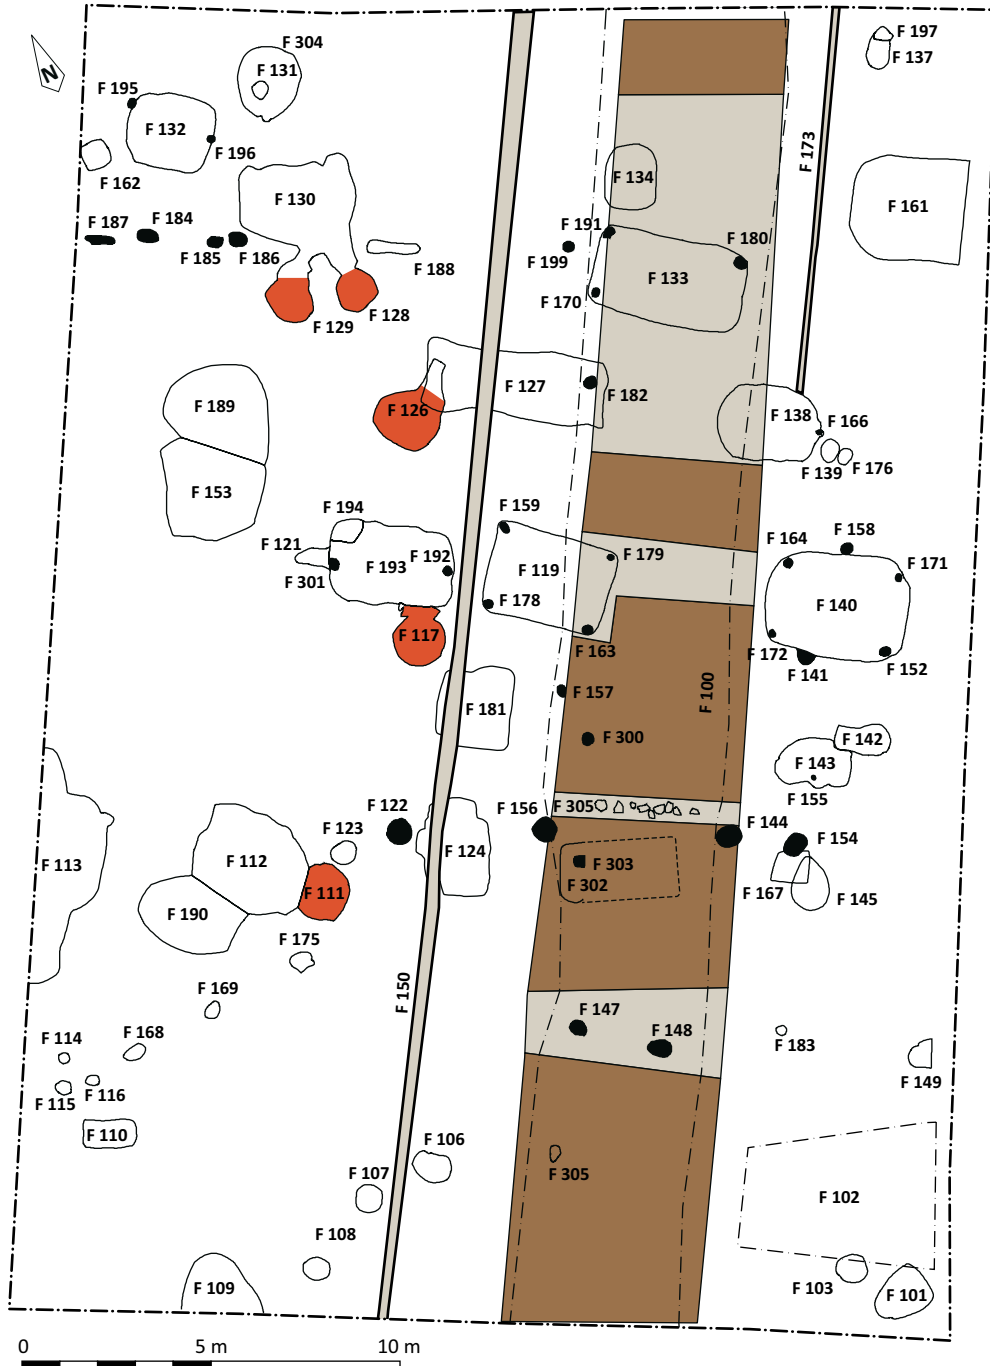 F 197
F 304
F 137
F 131
N
F 195
F 132
F 173
F 196
F 162
F 134
F 130
F 161
F 187
F 184
F 191
F 180
F 185
F 186
F 199
F 188
F 133
F 170
F 128
F 129
F 127
F 182
F 189
F 126
F 138
F 166
F 139
F 176
F 153
F 159
F 194
F 158
F 121
F 164
F 192
F 179
F 171
F 193
F 119
F 301
F 178
F 140
F 117
F 163
F 172
F 141
F 152
F 157
F 100
F 181
F 300
F 142
F 143
F 155
F 122
F 156
F 305
F 144
F 154
F 123
F 113
F 112
F 124
F 303
F 302
F 167
F 145
F 111
F 190
F 175
F 150
F 169
F 147
F 114
F 168
F 148
F 183
F 149
F 115
F 116
F 110
F 106
F 107
F 305
F 102
F 108
F 109
F 103
F 101
0 5 m 10 m